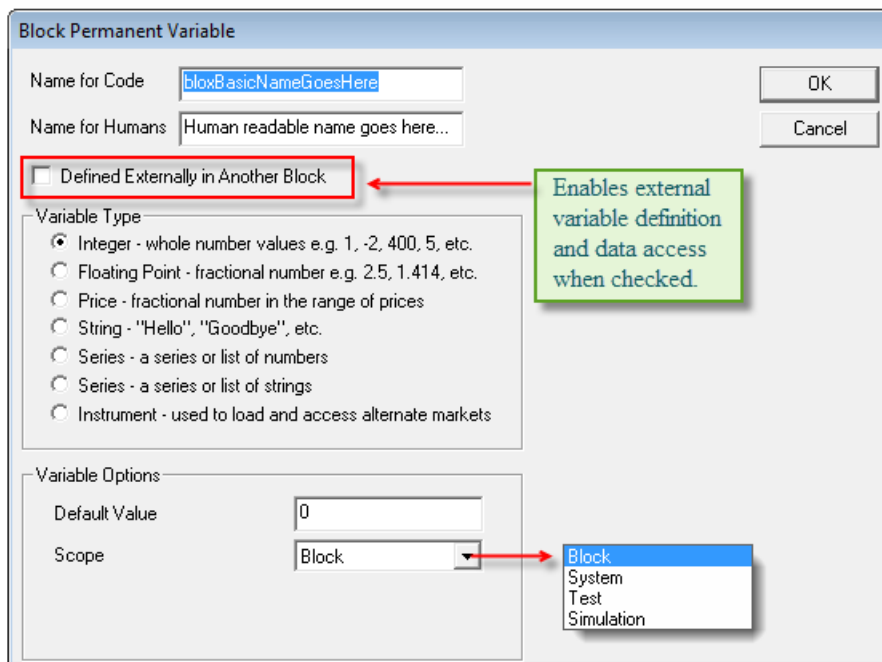 Block Permanent Variable
Name for Code bloxBasicNameGoesHere OK
Name for Humans Human readable name goes here... Cancel
Defined Externally in Another Block
Enables external
variable definition
and data access
when checked.
Variable Type
Integer - whole number values e.g. 1, -2, 400, 5, etc.
Floating Point - fractional number e.g. 2.5, 1.414, etc.
Price - fractional number in the range of prices
String - "Hello", "Goodbye", etc.
Series - a series or list of numbers
Series - a series or list of strings
Instrument - used to load and access alternate markets
Variable Options
Default Value 0
Scope Block
Block
System
Test
Simulation